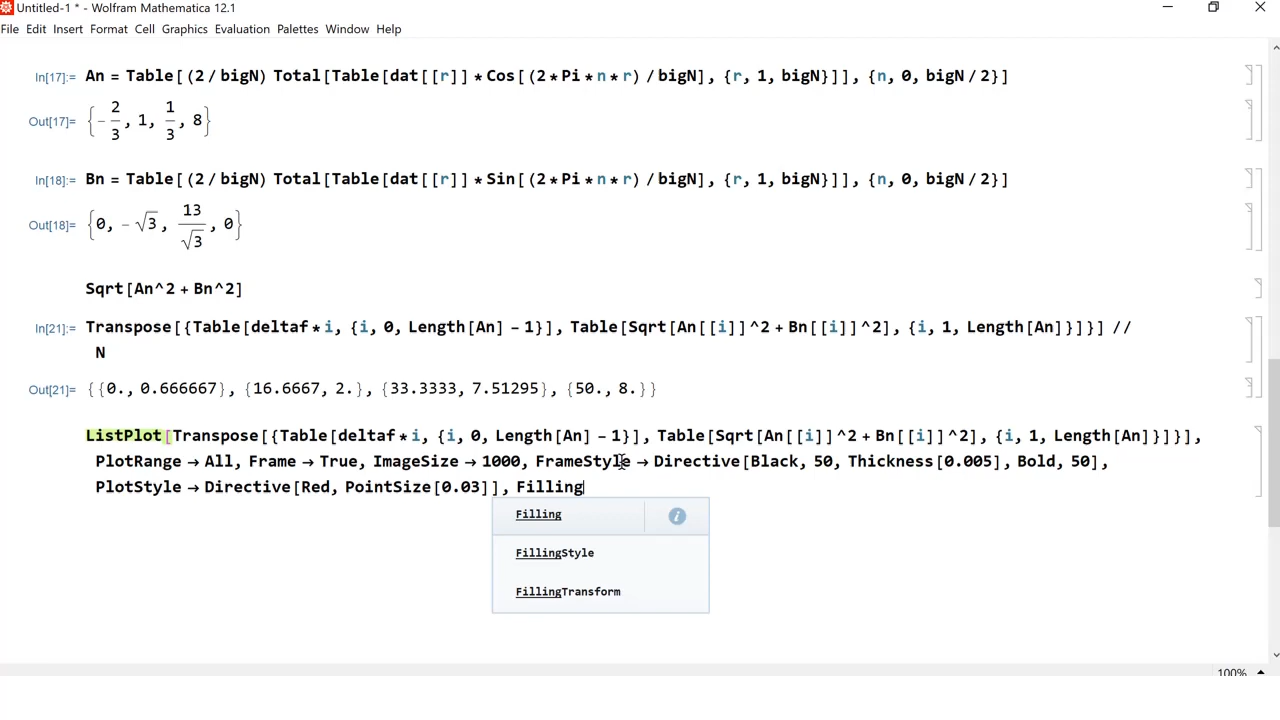 Untitled-1 * - Wolfram Mathematica 12.1
File Edit Insert Format Cell Graphics Evaluation Palettes Window Help
In[17]:= An = Table[(2/bigN) Total[Table[dat[[r]]*Cos[(2*Pi*n*r)/bigN], {r, 1, bigN}]], {n, 0, bigN/2}]
Out[17]= {-2/3, 1, 1/3, 8}
In[18]:= Bn = Table[(2/bigN) Total[Table[dat[[r]]*Sin[(2*Pi*n*r)/bigN], {r, 1, bigN}]], {n, 0, bigN/2}]
Out[18]= {0, -√3, 13/√3, 0}
Sqrt[An^2 + Bn^2]
In[21]:= Transpose[{Table[deltaf*i, {i, 0, Length[An] - 1}], Table[Sqrt[An[[i]]^2 + Bn[[i]]^2], {i, 1, Length[An]}]}] //
N
Out[21]= {{0., 0.666667}, {16.6667, 2.}, {33.3333, 7.51295}, {50., 8.}}
ListPlot[Transpose[{Table[deltaf*i, {i, 0, Length[An] - 1}], Table[Sqrt[An[[i]]^2 + Bn[[i]]^2], {i, 1, Length[An]}]}],
PlotRange → All, Frame → True, ImageSize → 1000, FrameStyle → Directive[Black, 50, Thickness[0.005], Bold, 50],
PlotStyle → Directive[Red, PointSize[0.03]], Filling
Filling
FillingStyle
FillingTransform
100%